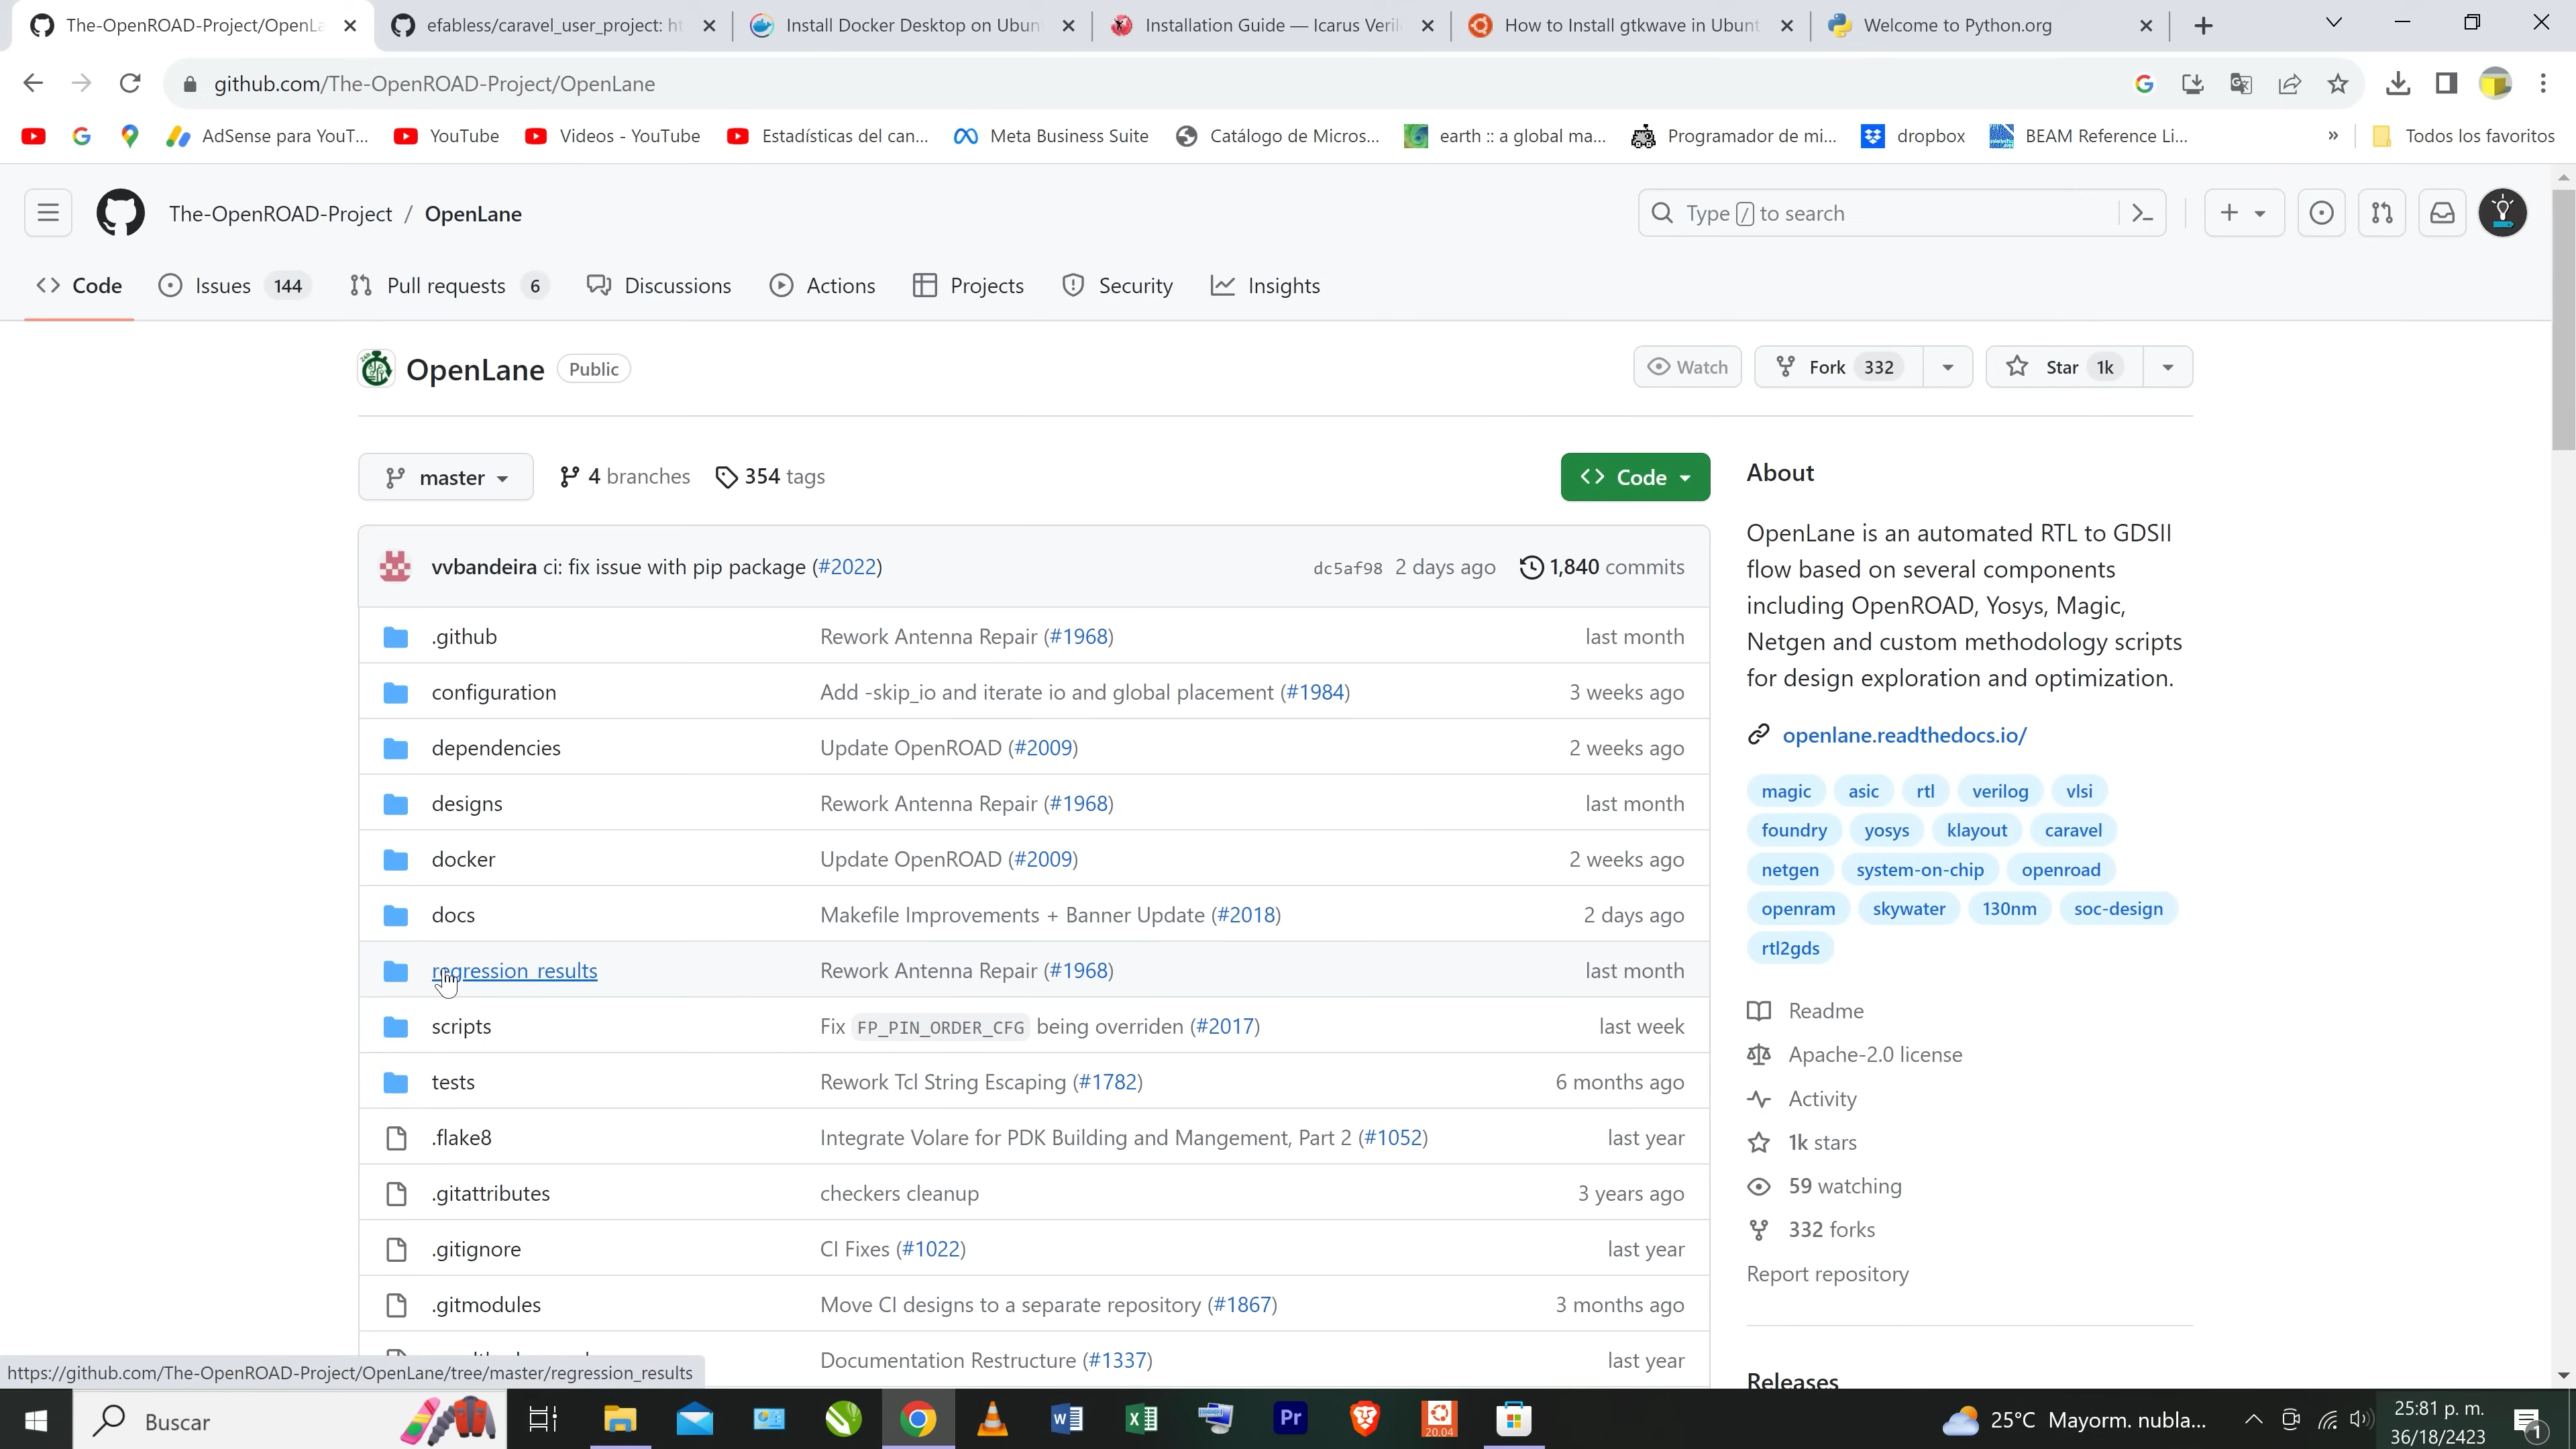 The-OpenROAD-Project/OpenLa
efabless/caravel_user_project: ht
Install Docker Desktop on Ubun
Installation Guide — Icarus Veril
How to Install gtkwave in Ubunt
Welcome to Python.org
github.com/The-OpenROAD-Project/OpenLane
AdSense para YouT... YouTube Videos - YouTube Estadísticas del can... Meta Business Suite Catálogo de Micros... earth :: a global ma... Programador de mi... dropbox BEAM Reference Li... » Todos los favoritos
The-OpenROAD-Project / OpenLane
Type / to search
Code Issues 144 Pull requests 6 Discussions Actions Projects Security Insights
OpenLane Public
Watch Fork 332 Star 1k
master 4 branches 354 tags
Code
vvbandeira ci: fix issue with pip package (#2022) dc5af98 2 days ago 1,840 commits
.github Rework Antenna Repair (#1968) last month
configuration Add -skip_io and iterate io and global placement (#1984) 3 weeks ago
dependencies Update OpenROAD (#2009) 2 weeks ago
designs Rework Antenna Repair (#1968) last month
docker Update OpenROAD (#2009) 2 weeks ago
docs Makefile Improvements + Banner Update (#2018) 2 days ago
regression_results Rework Antenna Repair (#1968) last month
scripts Fix FP_PIN_ORDER_CFG being overriden (#2017) last week
tests Rework Tcl String Escaping (#1782) 6 months ago
.flake8 Integrate Volare for PDK Building and Mangement, Part 2 (#1052) last year
.gitattributes checkers cleanup 3 years ago
.gitignore CI Fixes (#1022) last year
.gitmodules Move CI designs to a separate repository (#1867) 3 months ago
Documentation Restructure (#1337) last year
About
OpenLane is an automated RTL to GDSII
flow based on several components
including OpenROAD, Yosys, Magic,
Netgen and custom methodology scripts
for design exploration and optimization.
openlane.readthedocs.io/
magic asic rtl verilog vlsi
foundry yosys klayout caravel
netgen system-on-chip openroad
openram skywater 130nm soc-design
rtl2gds
Readme
Apache-2.0 license
Activity
1k stars
59 watching
332 forks
Report repository
Releases
https://github.com/The-OpenROAD-Project/OpenLane/tree/master/regression_results
Buscar
20.04
25°C Mayorm. nubla...
25:81 p. m.
36/18/2423
1